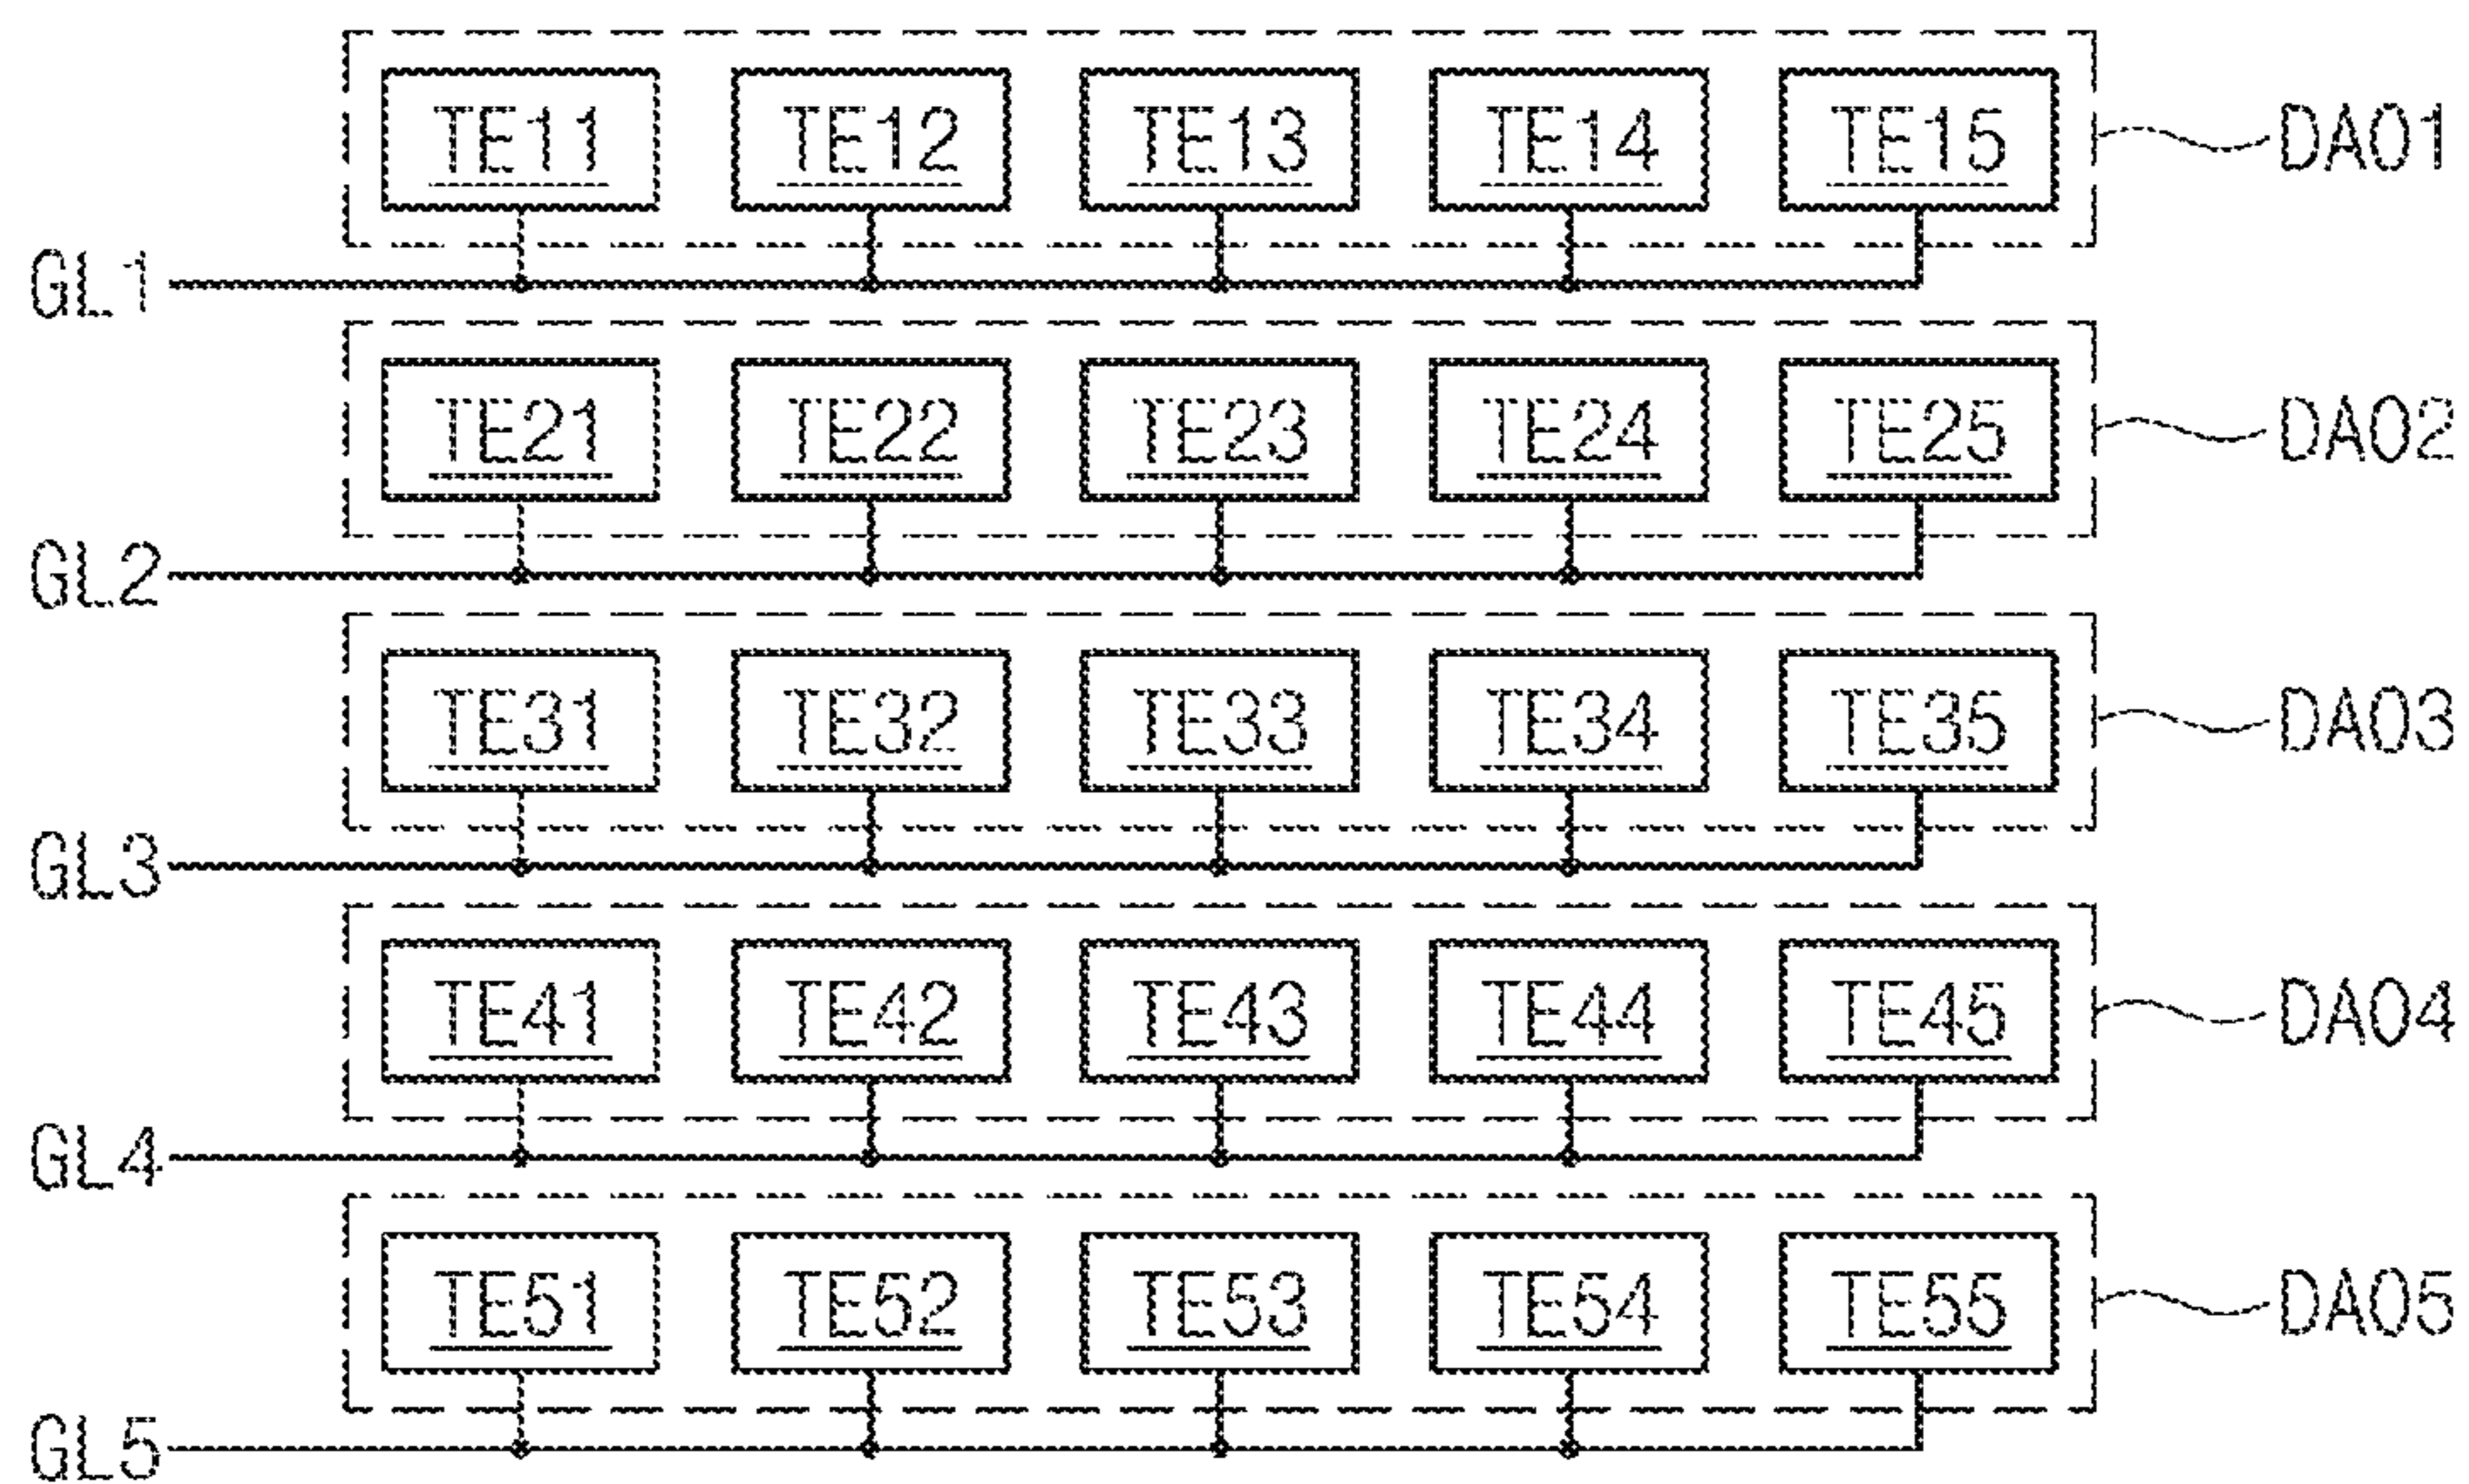 TE11 TE12 TE13 TE14 TE15 DA01
GL1
TE21 TE22 TE23 TE24 TE25 DA02
GL2
TE31 TE32 TE33 TE34 TE35 DA03
GL3
TE41 TE42 TE43 TE44 TE45 DA04
GL4
TE51 TE52 TE53 TE54 TE55 DA05
GL5